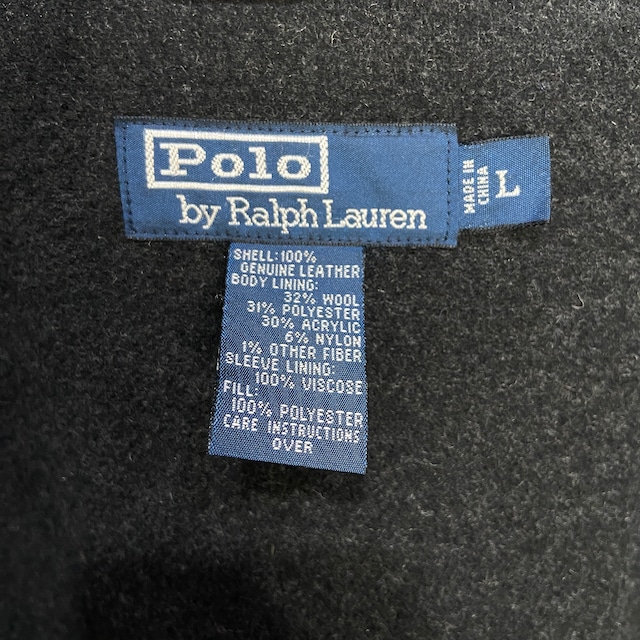 Polo
by Ralph Lauren
MADE IN
CHINA
L
SHELL: 100%
GENUINE LEATHER
BODY LINING:
32% WOOL
31% POLYESTER
30% ACRYLIC
6% NYLON
1% OTHER FIBER
SLEEVE LINING:
100% VISCOSE
FILL:
100% POLYESTER
CARE INSTRUCTIONS
OVER